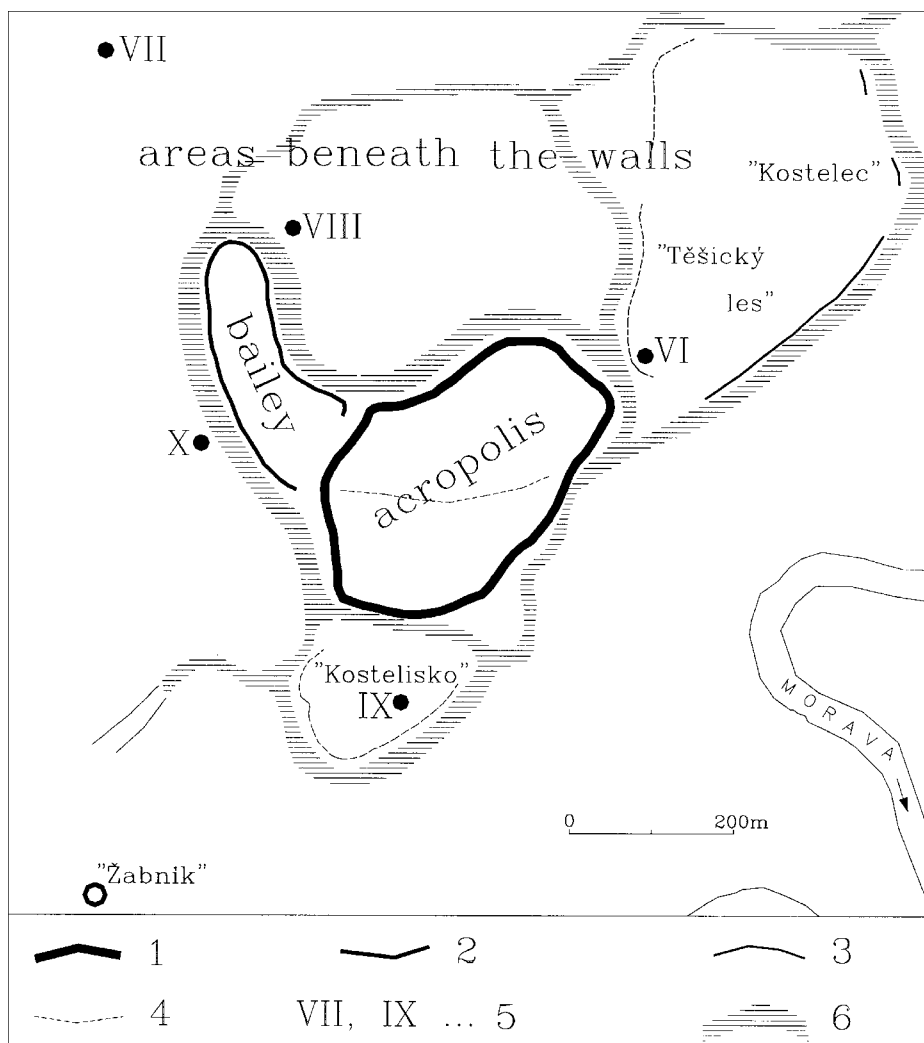 VII
areas beneath the walls
"Kostelec"
VIII
"Těšický
les"
bailey
VI
acropolis
X
"Kostelisko"
IX
MORAVA
0 200m
"Žabnik"
1 2 3
4 VII, IX ... 5 6